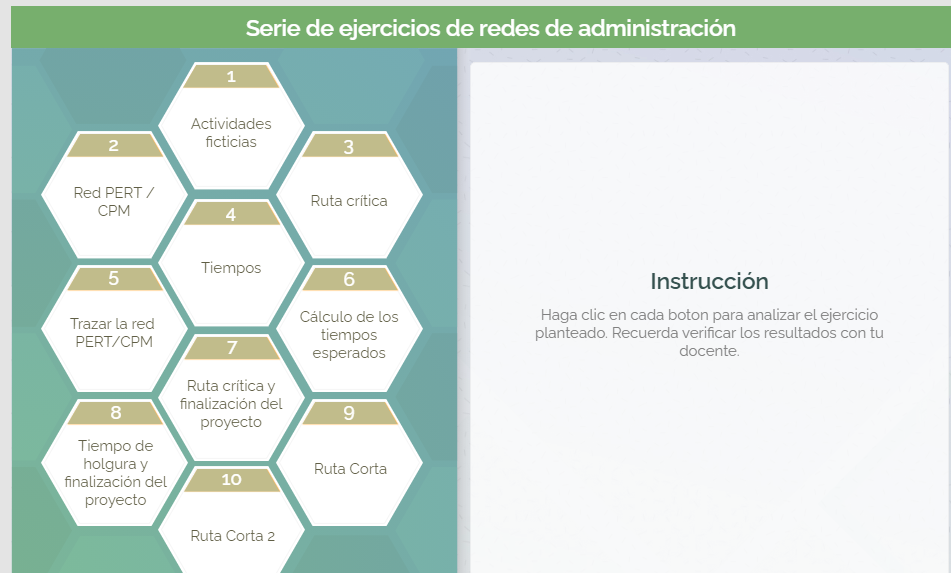 Serie de ejercicios de redes de administración
1
Actividades
ficticias
2
Red PERT /
CPM
3
Ruta crítica
4
Tiempos
5
Trazar la red
PERT/CPM
6
Cálculo de los
tiempos
esperados
7
Ruta crítica y
finalización del
proyecto
8
Tiempo de
holgura y
finalización del
proyecto
9
Ruta Corta
10
Ruta Corta 2
Instrucción
Haga clic en cada boton para analizar el ejercicio
planteado. Recuerda verificar los resultados con tu
docente.